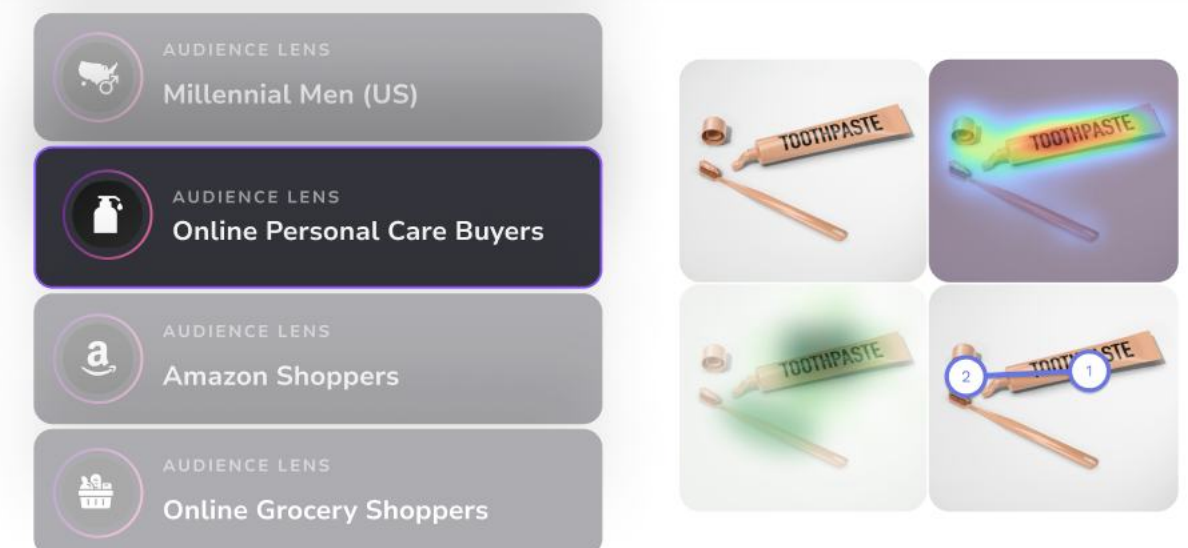 AUDIENCE LENS
Millennial Men (US)
AUDIENCE LENS
Online Personal Care Buyers
a
AUDIENCE LENS
Amazon Shoppers
AUDIENCE LENS
Online Grocery Shoppers
TOOTHPASTE
TOOTHPASTE
TOOTHPASTE
TOOTHPASTE
2
1